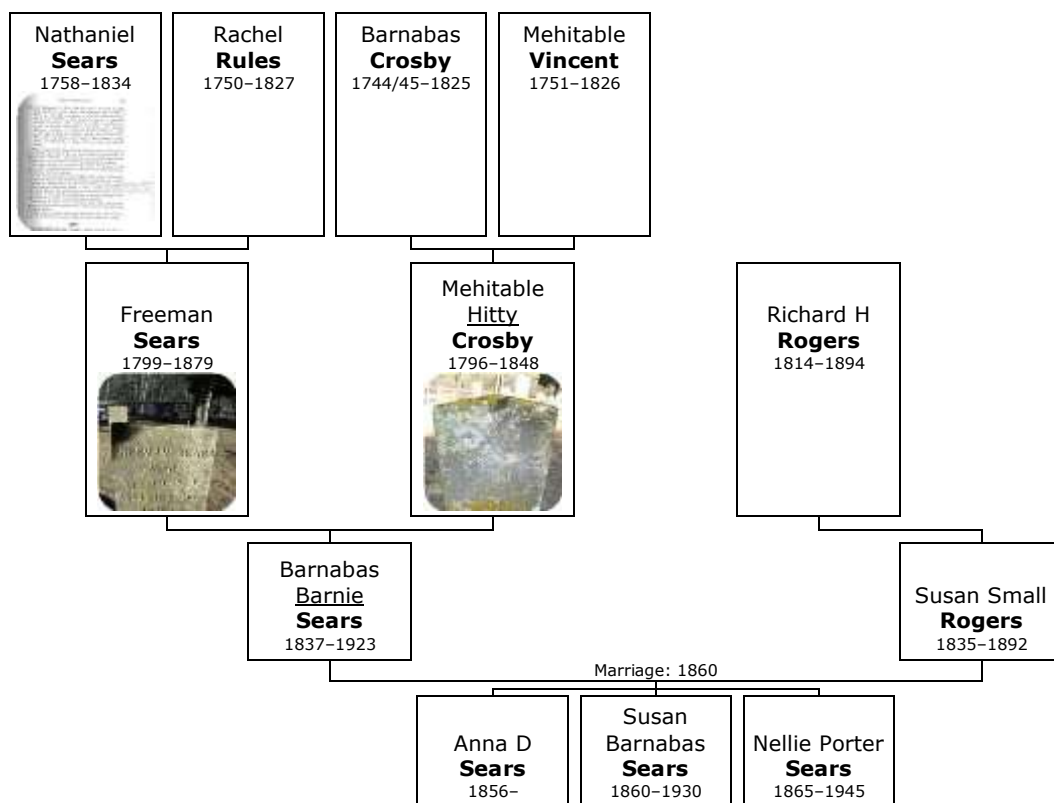 Nathaniel
Sears
1758–1834
Rachel
Rules
1750–1827
Barnabas
Crosby
1744/45–1825
Mehitable
Vincent
1751–1826
Freeman
Sears
1799–1879
Mehitable
Hitty
Crosby
1796–1848
Richard H
Rogers
1814–1894
Barnabas
Barnie
Sears
1837–1923
Susan Small
Rogers
1835–1892
Marriage: 1860
Anna D
Sears
1856–
Susan
Barnabas
Sears
1860–1930
Nellie Porter
Sears
1865–1945